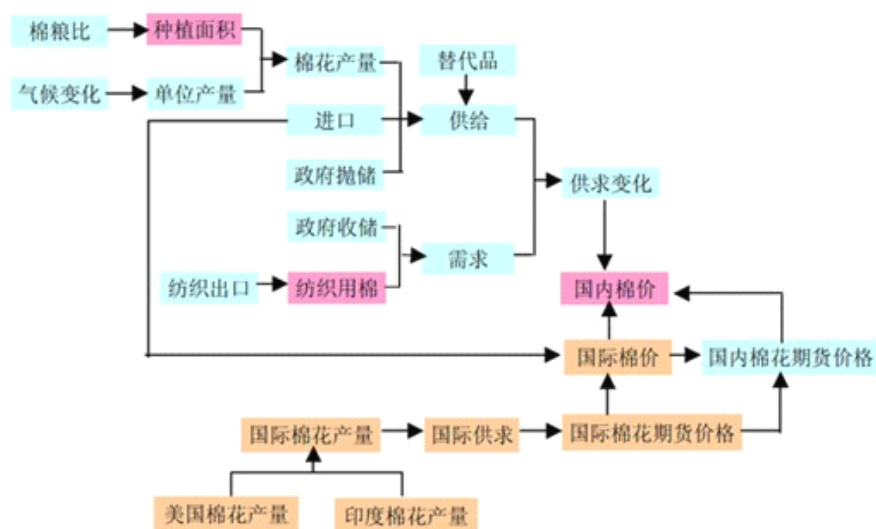 棉粮比
种植面积
棉花产量
替代品
气候变化
单位产量
进口
供给
政府抛储
供求变化
政府收储
需求
纺织出口
纺织用棉
国内棉价
国际棉价
国内棉花期货价格
国际棉花产量
国际供求
国际棉花期货价格
美国棉花产量
印度棉花产量